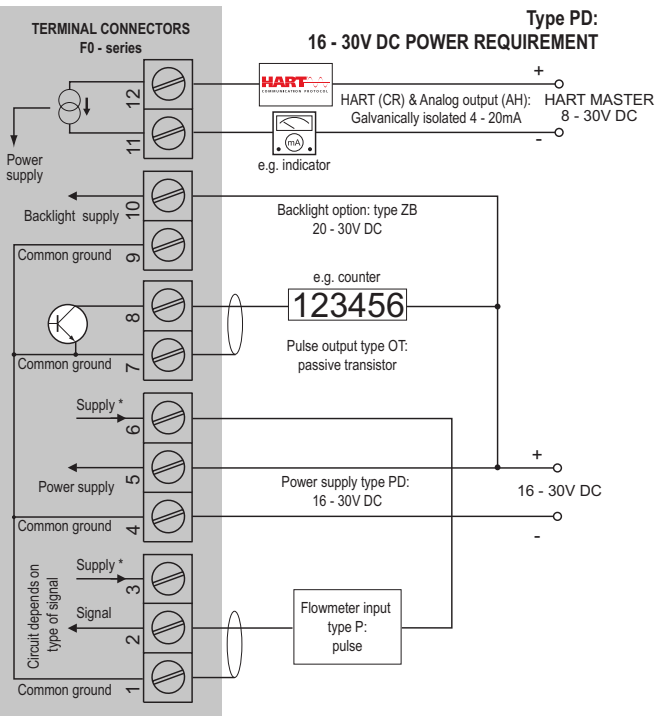 Type PD:
16 - 30V DC POWER REQUIREMENT
TERMINAL CONNECTORS
F0 - series
12
11
Power
supply
HART
COMMUNICATION PROTOCOL
HART (CR) & Analog output (AH):
Galvanically isolated 4 - 20mA
+
HART MASTER
8 - 30V DC
-
mA
e.g. indicator
Backlight supply
10
Backlight option: type ZB
20 - 30V DC
Common ground
9
e.g. counter
123456
8
Pulse output type OT:
passive transistor
Common ground
7
Supply *
6
Power supply
5
Power supply type PD:
16 - 30V DC
+
16 - 30V DC
-
Common ground
4
Circuit depends on
type of signal
Supply *
3
Signal
2
Flowmeter input
type P:
pulse
Common ground
1